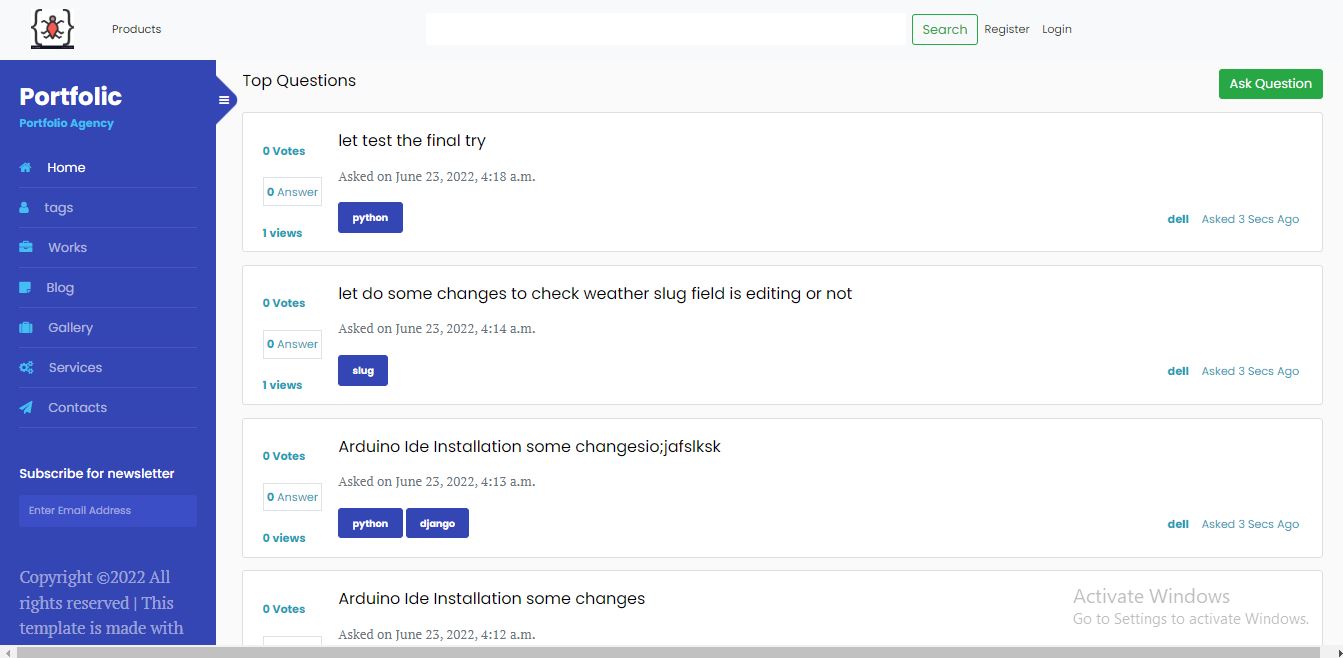 Products
Search
Register
Login
Portfolic
Portfolio Agency
Home
tags
Works
Blog
Gallery
Services
Contacts
Subscribe for newsletter
Enter Email Address
Copyright ©2022 All
rights reserved | This
template is made with
Top Questions
Ask Question
0 Votes
0 Answer
1 views
let test the final try
Asked on June 23, 2022, 4:18 a.m.
python
dell Asked 3 Secs Ago
0 Votes
0 Answer
1 views
let do some changes to check weather slug field is editing or not
Asked on June 23, 2022, 4:14 a.m.
slug
dell Asked 3 Secs Ago
0 Votes
0 Answer
0 views
Arduino Ide Installation some changesio;jafslksk
Asked on June 23, 2022, 4:13 a.m.
python django
dell Asked 3 Secs Ago
0 Votes
Arduino Ide Installation some changes
Asked on June 23, 2022, 4:12 a.m.
Activate Windows
Go to Settings to activate Windows.